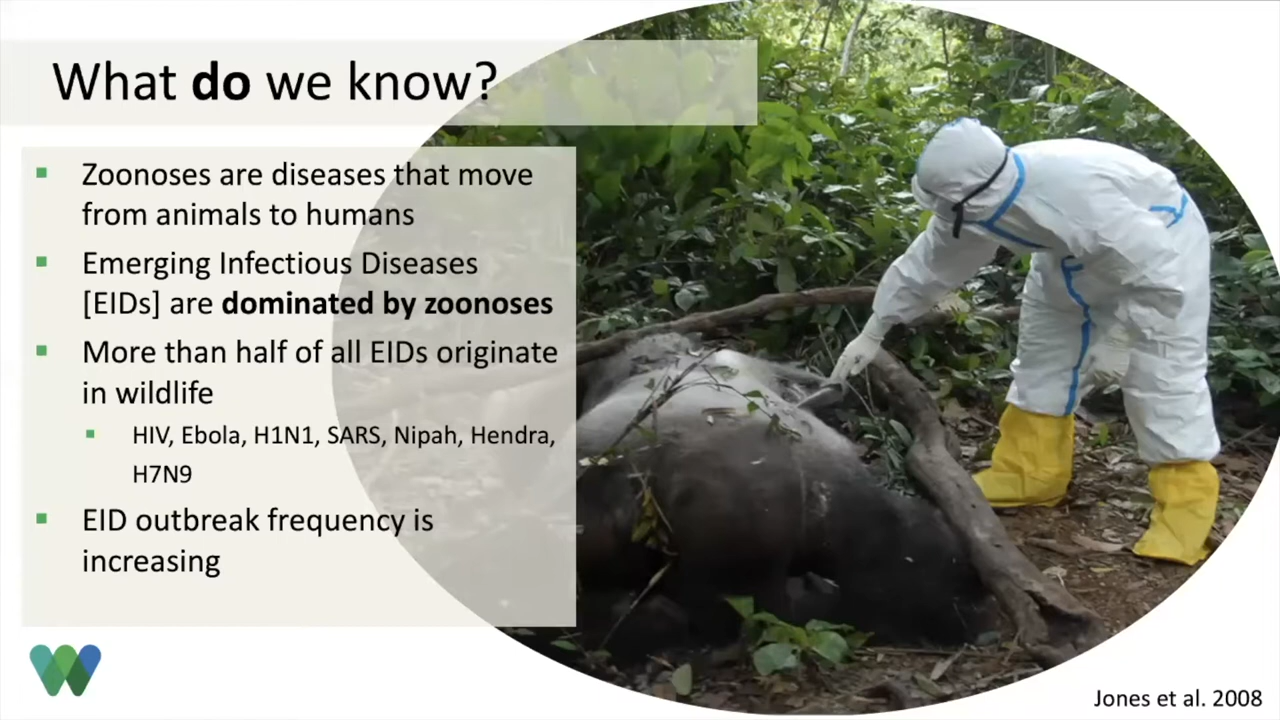 What do we know?
Zoonoses are diseases that move
from animals to humans
Emerging Infectious Diseases
[EIDs] are dominated by zoonoses
More than half of all EIDs originate
in wildlife
HIV, Ebola, H1N1, SARS, Nipah, Hendra,
H7N9
EID outbreak frequency is
increasing
Jones et al. 2008